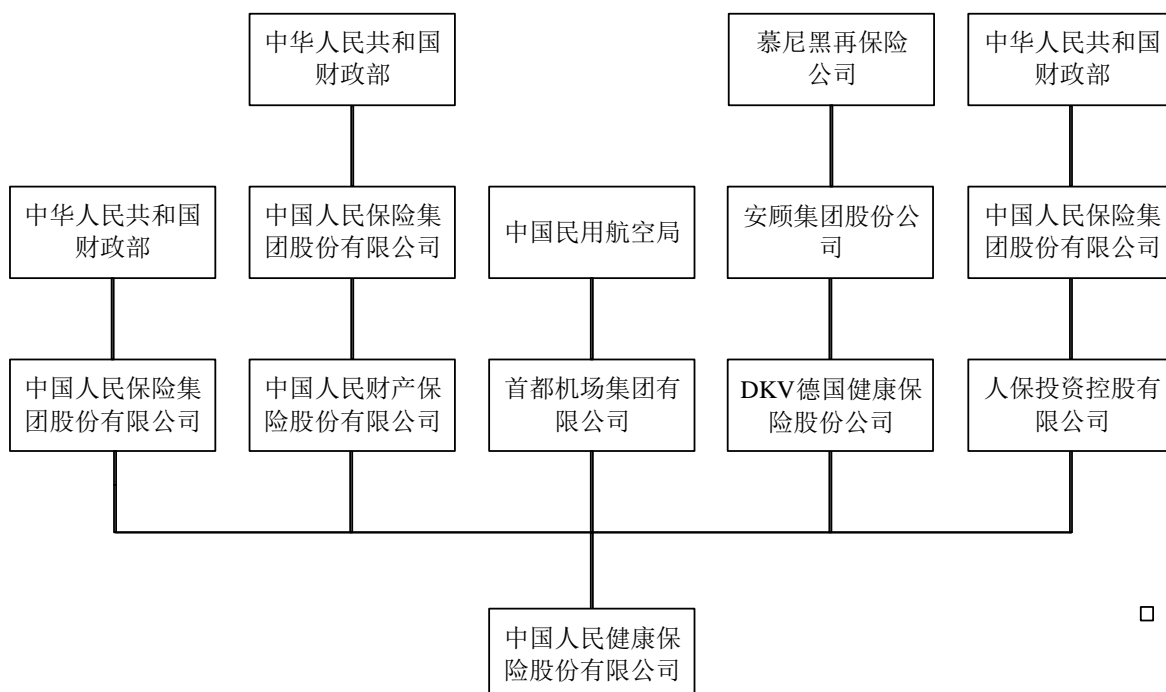 中华人民共和国
财政部
慕尼黑再保险
公司
中华人民共和国
财政部
中华人民共和国
财政部
中国人民保险集
团股份有限公司
中国民用航空局
安顾集团股份公
司
中国人民保险集
团股份有限公司
中国人民保险集
团股份有限公司
中国人民财产保
险股份有限公司
首都机场集团有
限公司
DKV德国健康保
险股份公司
人保投资控股有
限公司
中国人民健康保
险股份有限公司